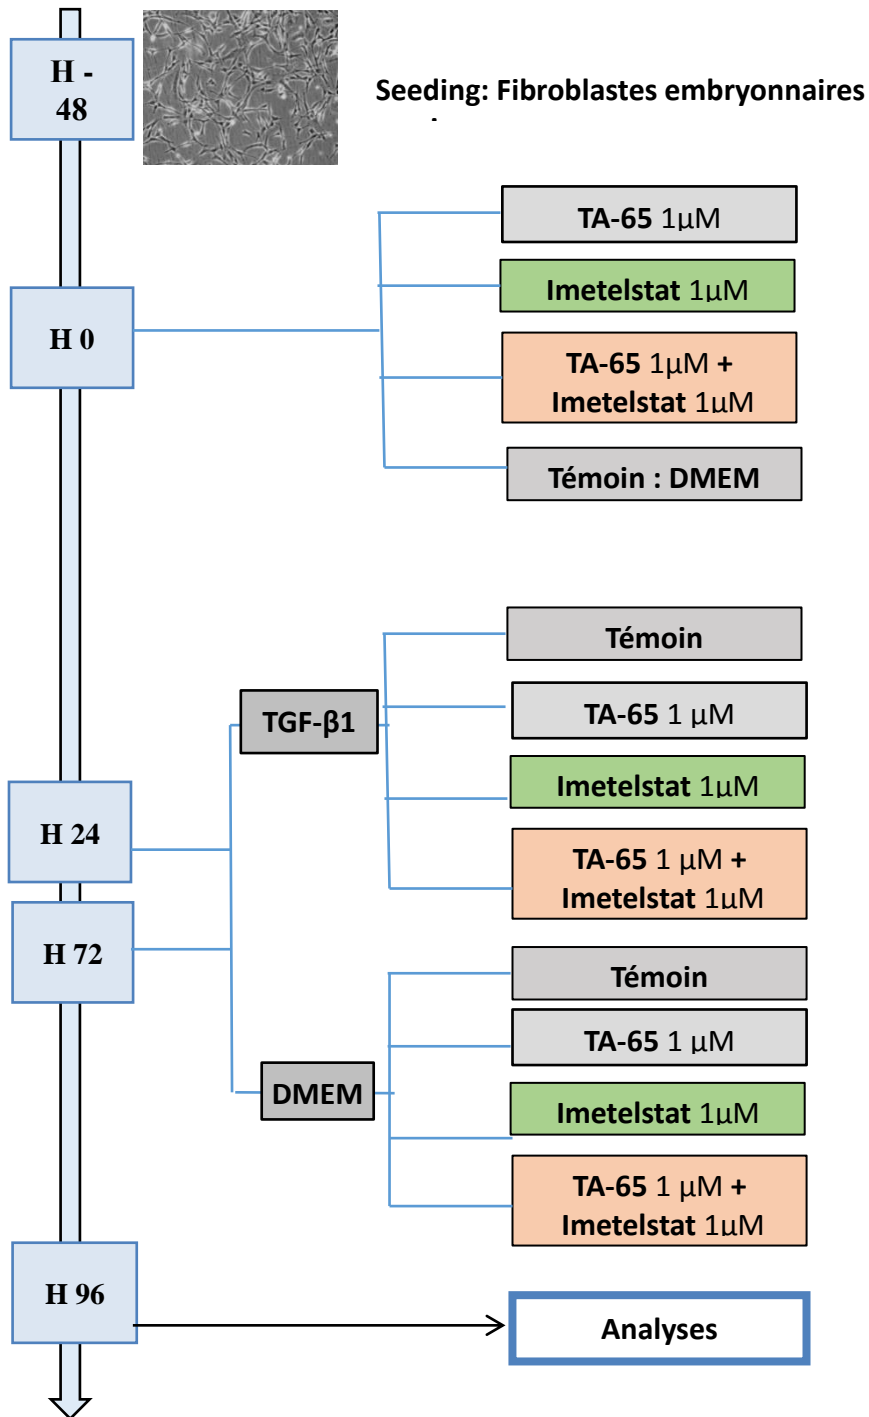 H -
48
Seeding: Fibroblastes embryonnaires
TA-65 1µM
Imetelstat 1µM
H 0
TA-65 1µM +
Imetelstat 1µM
Témoin : DMEM
Témoin
TGF-β1
TA-65 1 µM
Imetelstat 1µM
H 24
TA-65 1 µM +
Imetelstat 1µM
H 72
Témoin
TA-65 1 µM
DMEM
Imetelstat 1µM
TA-65 1 µM +
Imetelstat 1µM
H 96
Analyses